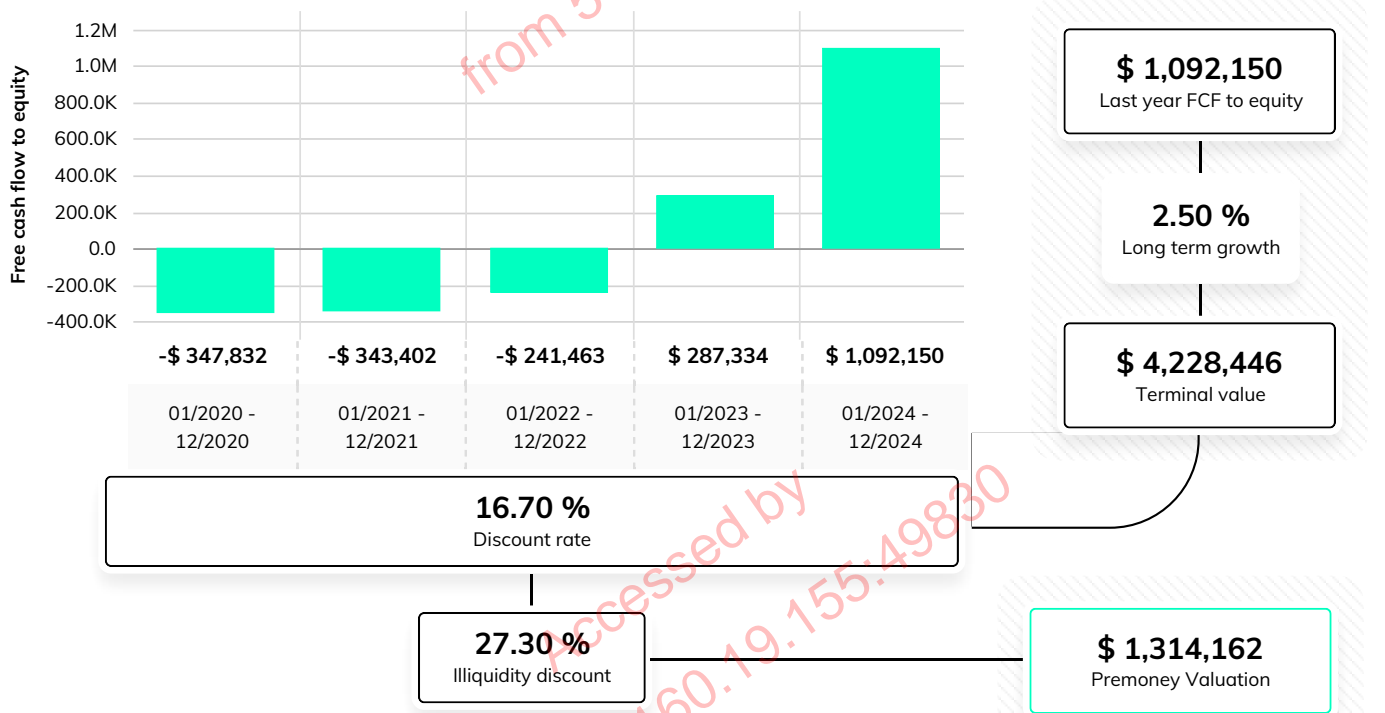 Free cash flow to equity
1.2M
1.0M
800.0K
600.0K
400.0K
200.0K
0.0
-200.0K
-400.0K
-$ 347,832
-$ 343,402
-$ 241,463
$ 287,334
$ 1,092,150
01/2020 -
12/2020
01/2021 -
12/2021
01/2022 -
12/2022
01/2023 -
12/2023
01/2024 -
12/2024
16.70 %
Discount rate
27.30 %
Illiquidity discount
$ 1,092,150
Last year FCF to equity
2.50 %
Long term growth
$ 4,228,446
Terminal value
$ 1,314,162
Premoney Valuation
from 5
Accessed by
160.19.155:49830